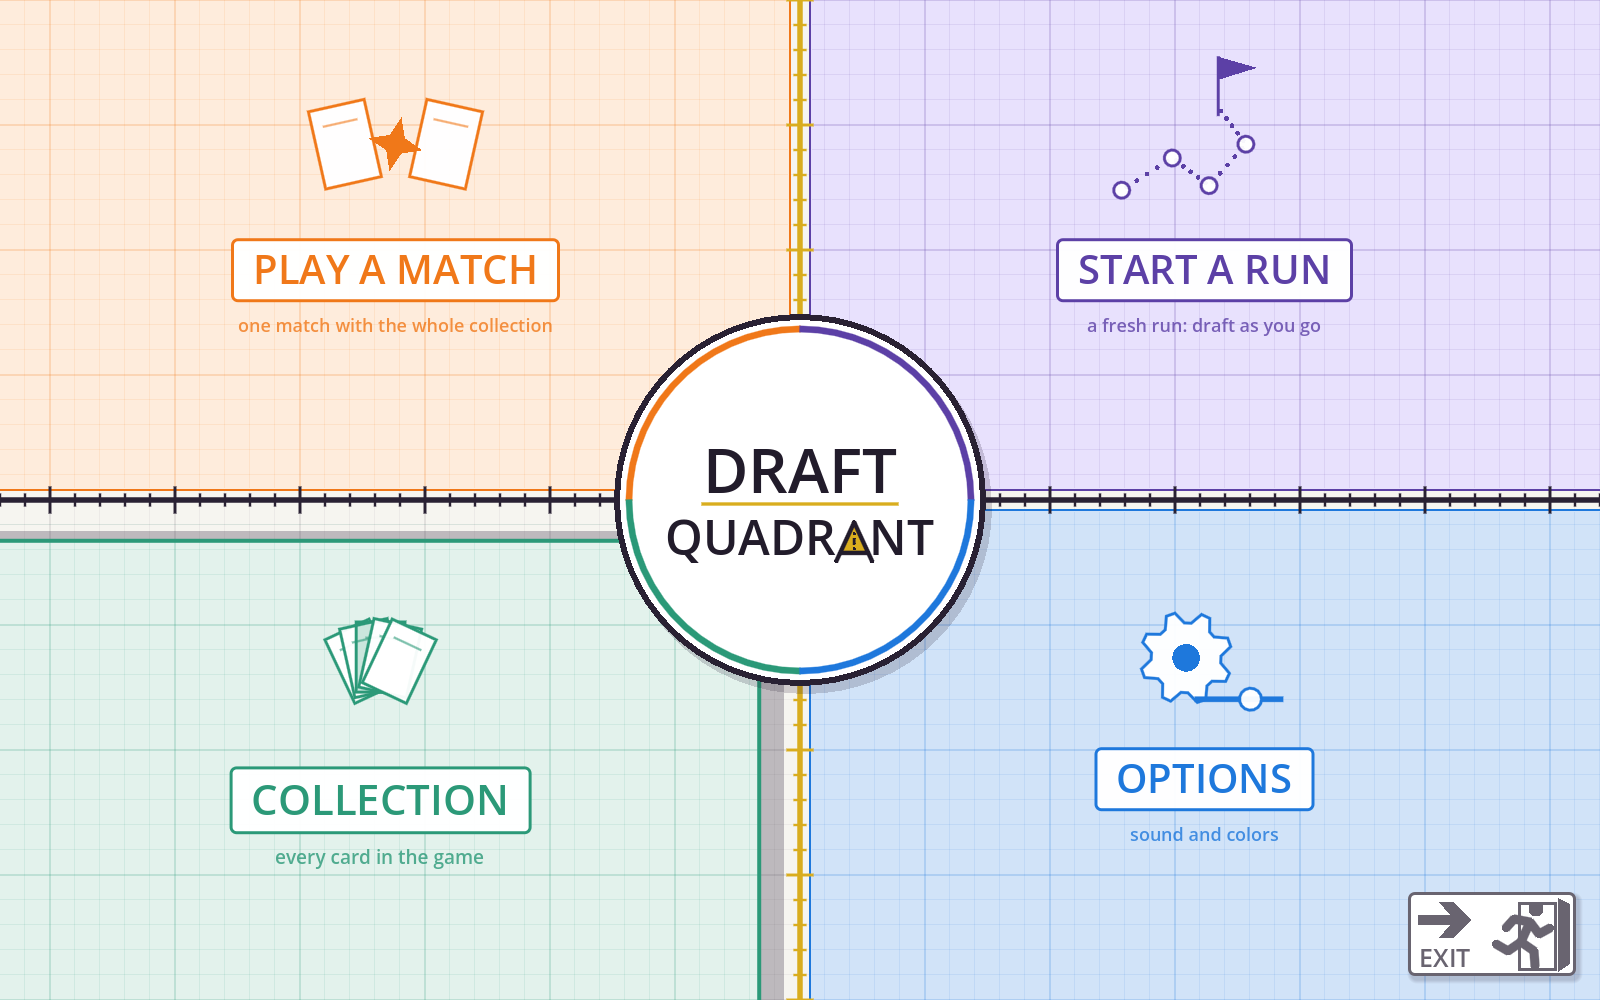 PLAY A MATCH
one match with the whole collection
START A RUN
a fresh run: draft as you go
DRAFT
QUADRANT
COLLECTION
every card in the game
OPTIONS
sound and colors
EXIT